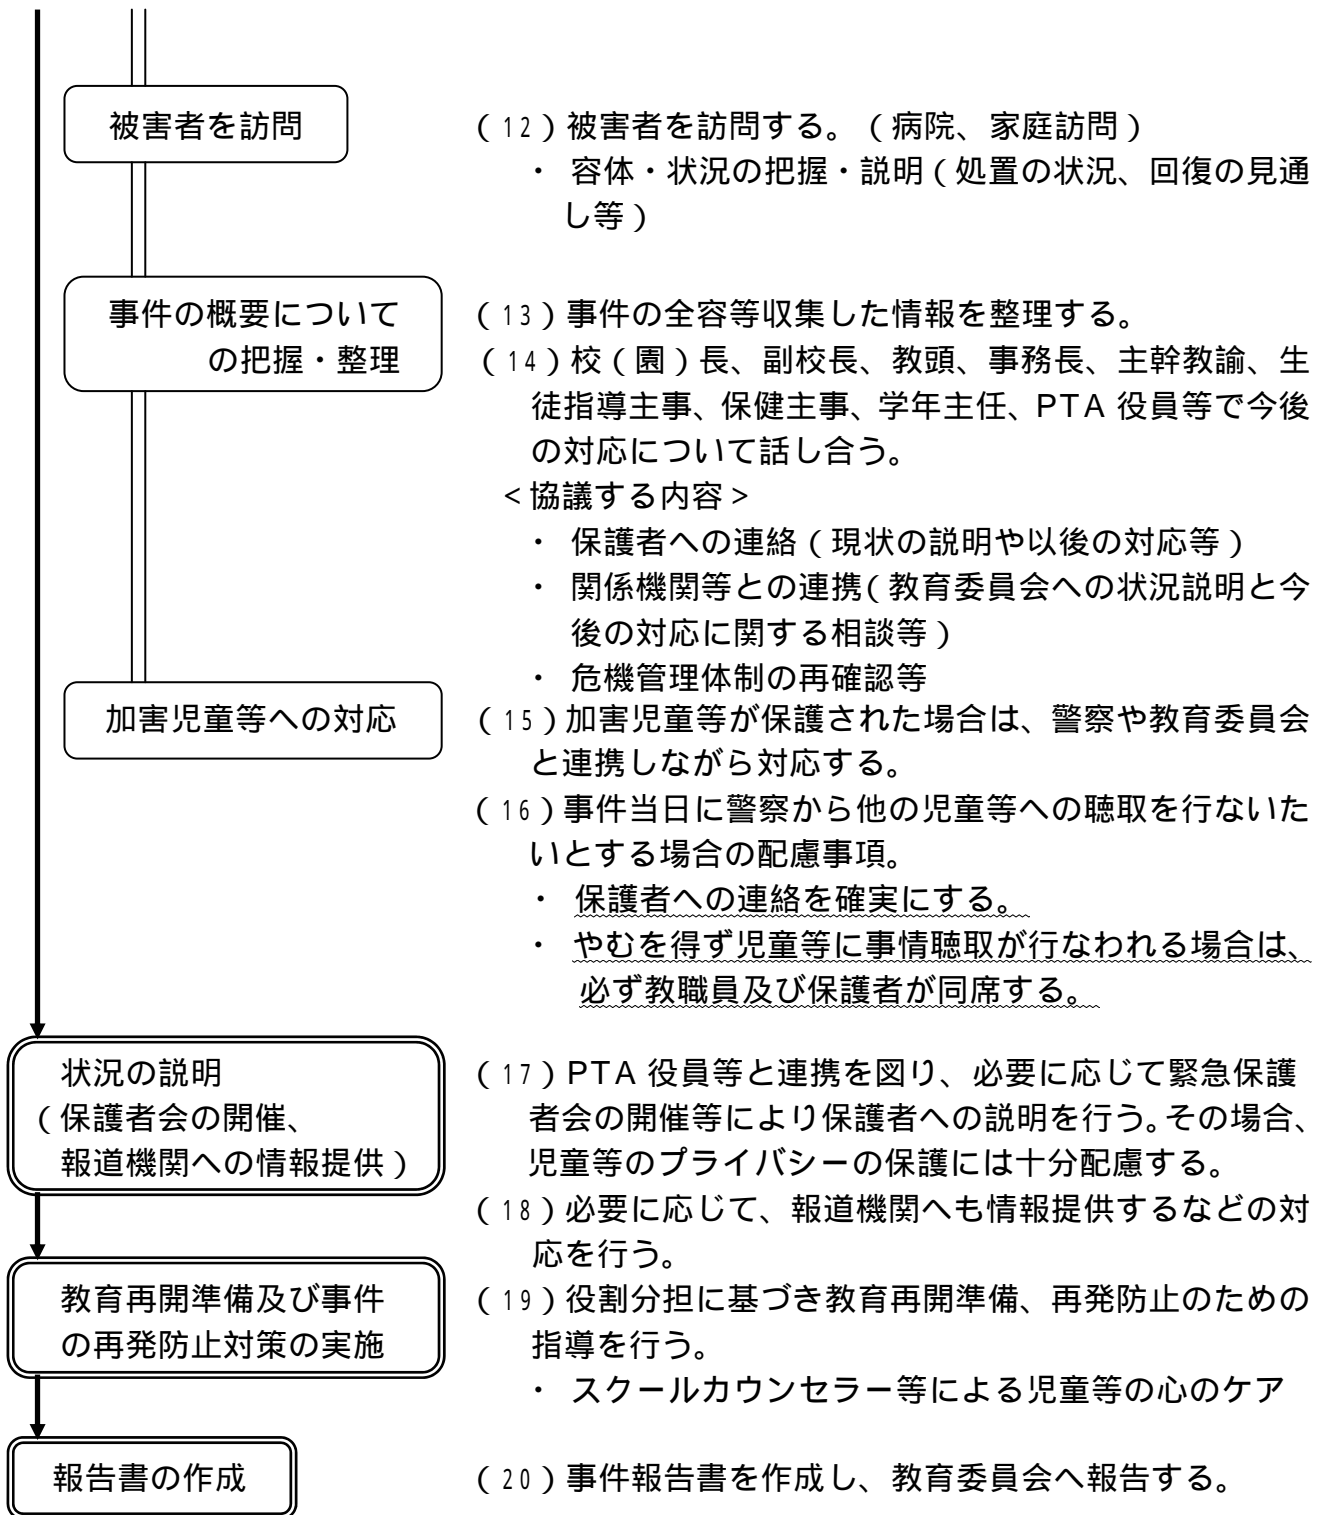 被害者を訪問
(12)被害者を訪問する。(病院、家庭訪問)
・ 容体・状況の把握・説明(処置の状況、回復の見通
し等)
事件の概要について
の把握・整理
(13)事件の全容等収集した情報を整理する。
(14)校(園)長、副校長、教頭、事務長、主幹教諭、生
徒指導主事、保健主事、学年主任、PTA 役員等で今後
の対応について話し合う。
<協議する内容>
・ 保護者への連絡(現状の説明や以後の対応等)
・ 関係機関等との連携(教育委員会への状況説明と今
後の対応に関する相談等)
・ 危機管理体制の再確認等
加害児童等への対応
(15)加害児童等が保護された場合は、警察や教育委員会
と連携しながら対応する。
(16)事件当日に警察から他の児童等への聴取を行ないた
いとする場合の配慮事項。
・ 保護者への連絡を確実にする。
・ やむを得ず児童等に事情聴取が行なわれる場合は、
必ず教職員及び保護者が同席する。
状況の説明
(保護者会の開催、
報道機関への情報提供)
(17)PTA 役員等と連携を図り、必要に応じて緊急保護
者会の開催等により保護者への説明を行う。その場合、
児童等のプライバシーの保護には十分配慮する。
(18)必要に応じて、報道機関へも情報提供するなどの対
応を行う。
教育再開準備及び事件
の再発防止対策の実施
(19)役割分担に基づき教育再開準備、再発防止のための
指導を行う。
・ スクールカウンセラー等による児童等の心のケア
報告書の作成
(20)事件報告書を作成し、教育委員会へ報告する。